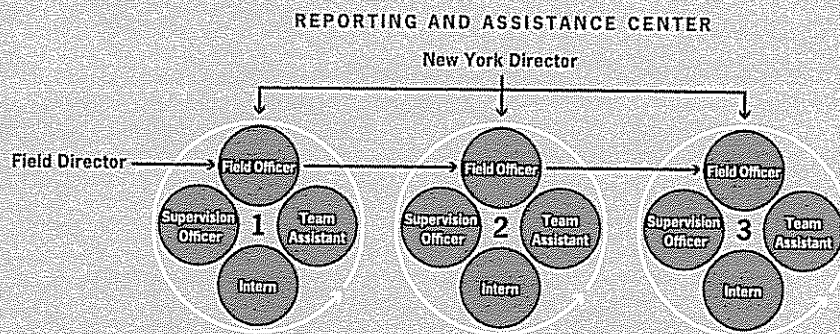 REPORTING AND ASSISTANCE CENTER
New York Director
Field Director
Field Officer
Supervision
Officer
1
Team
Assistant
Intern
Field Officer
Supervision
Officer
2
Team
Assistant
Intern
Field Officer
Supervision
Officer
3
Team
Assistant
Intern